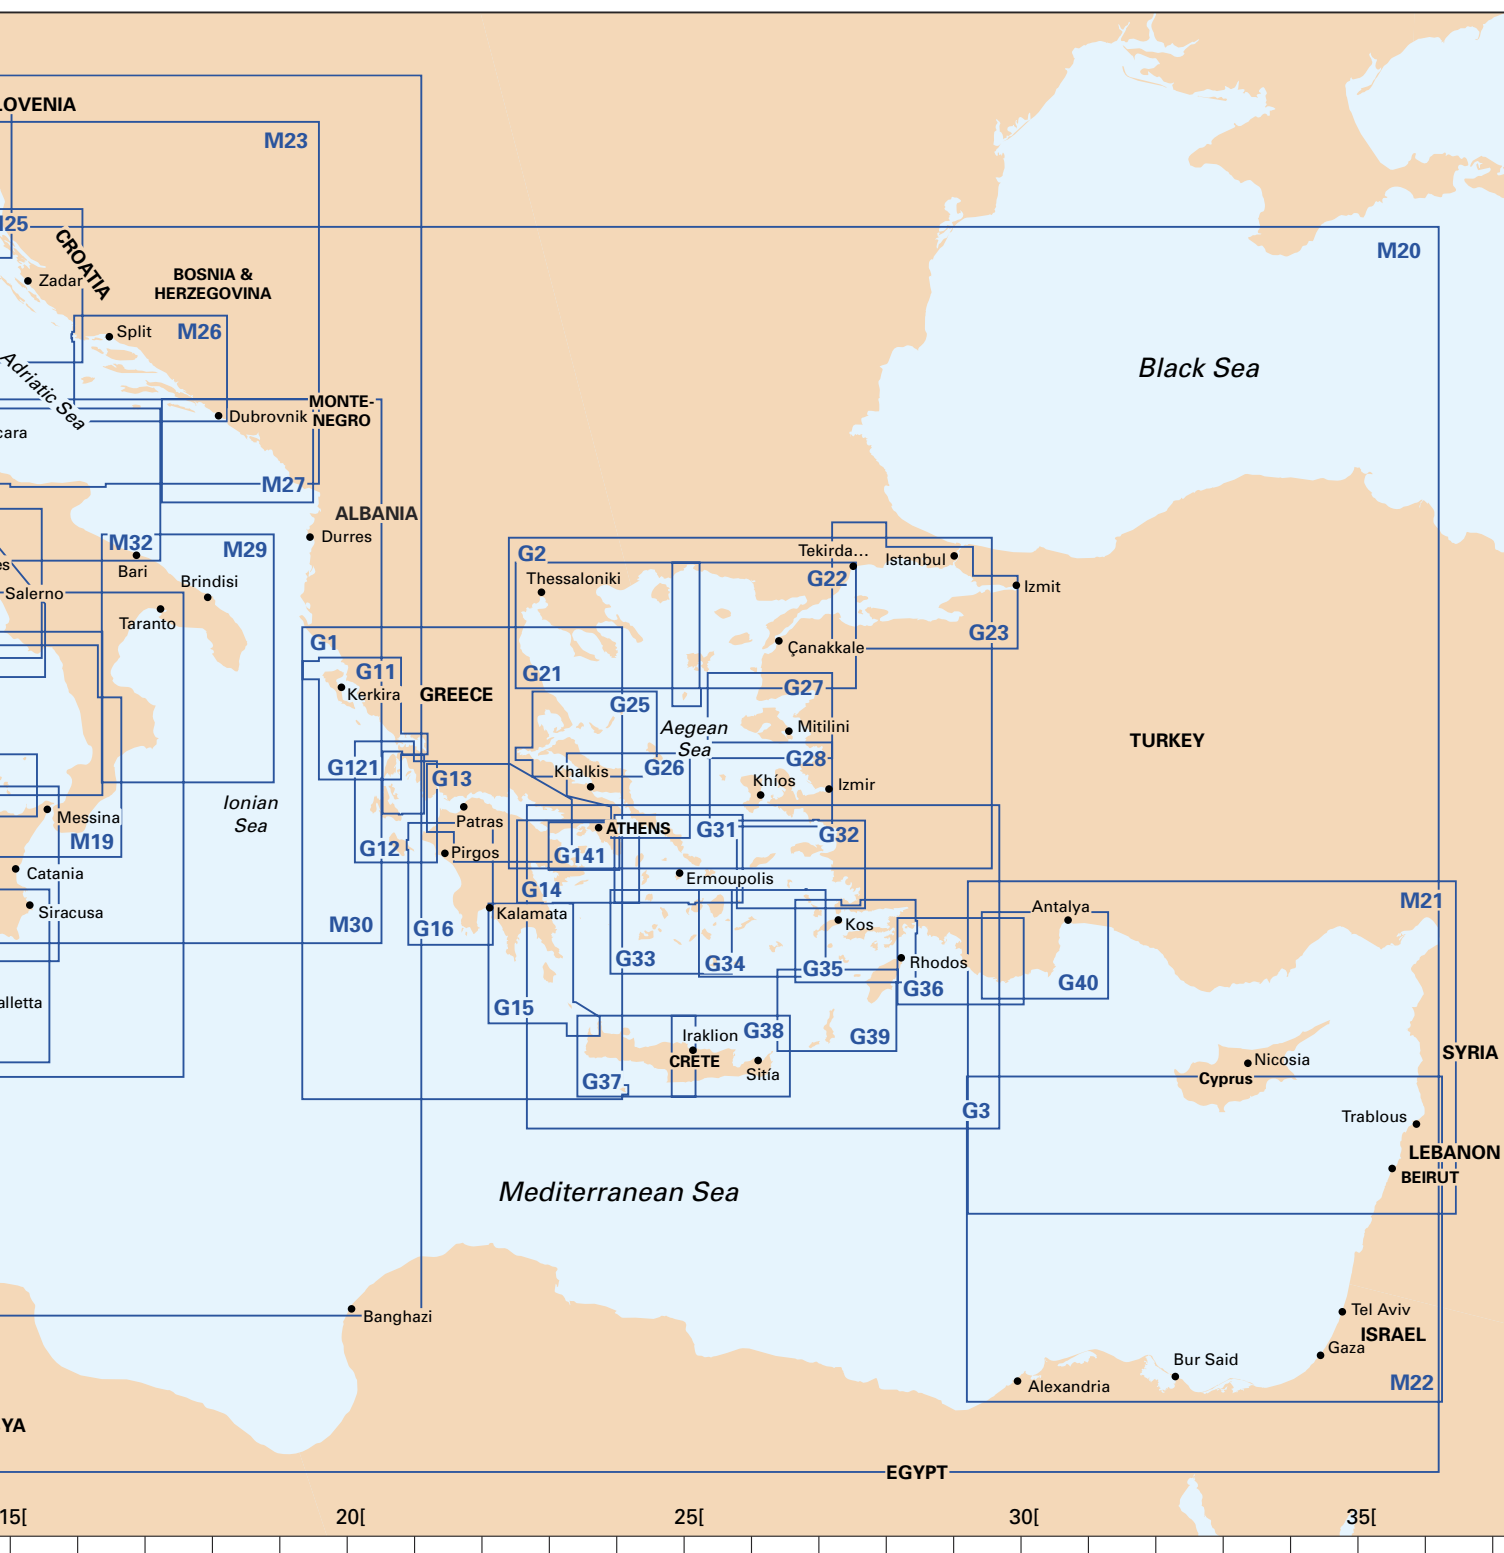 LOVENIA
M23
M25
CROATIA
M20
Zadar
BOSNIA &
HERZEGOVINA
Split
M26
Adriatic Sea
Black Sea
MONTE-
NEGRO
Dubrovnik
cara
M27
ALBANIA
Durres
M32
M29
Bari
Brindisi
es
Salerno
Taranto
G2
Tekirda...
Istanbul
Thessaloniki
G22
Izmit
G1
G23
Çanakkale
G11
G21
Kerkira
GREECE
G27
G25
Aegean
Sea
Mitilini
TURKEY
G121
G13
Khalkis
G26
G28
Khíos
Izmir
Ionian
Sea
Messina
M19
Patras
ATHENS
G31
G32
G12
Pirgos
G141
Catania
Ermoupolis
G14
Siracusa
Kalamata
M30
G16
Kos
Antalya
M21
G33
G34
G35
Rhodos
G36
G40
alletta
G15
Iraklion
G38
G39
CRETE
Sitía
G37
Nicosia
Cyprus
SYRIA
G3
Trablous
LEBANON
BEIRUT
Mediterranean Sea
Banghazi
Tel Aviv
ISRAEL
Gaza
Bur Said
Alexandria
M22
YA
EGYPT
15[
20[
25[
30[
35[